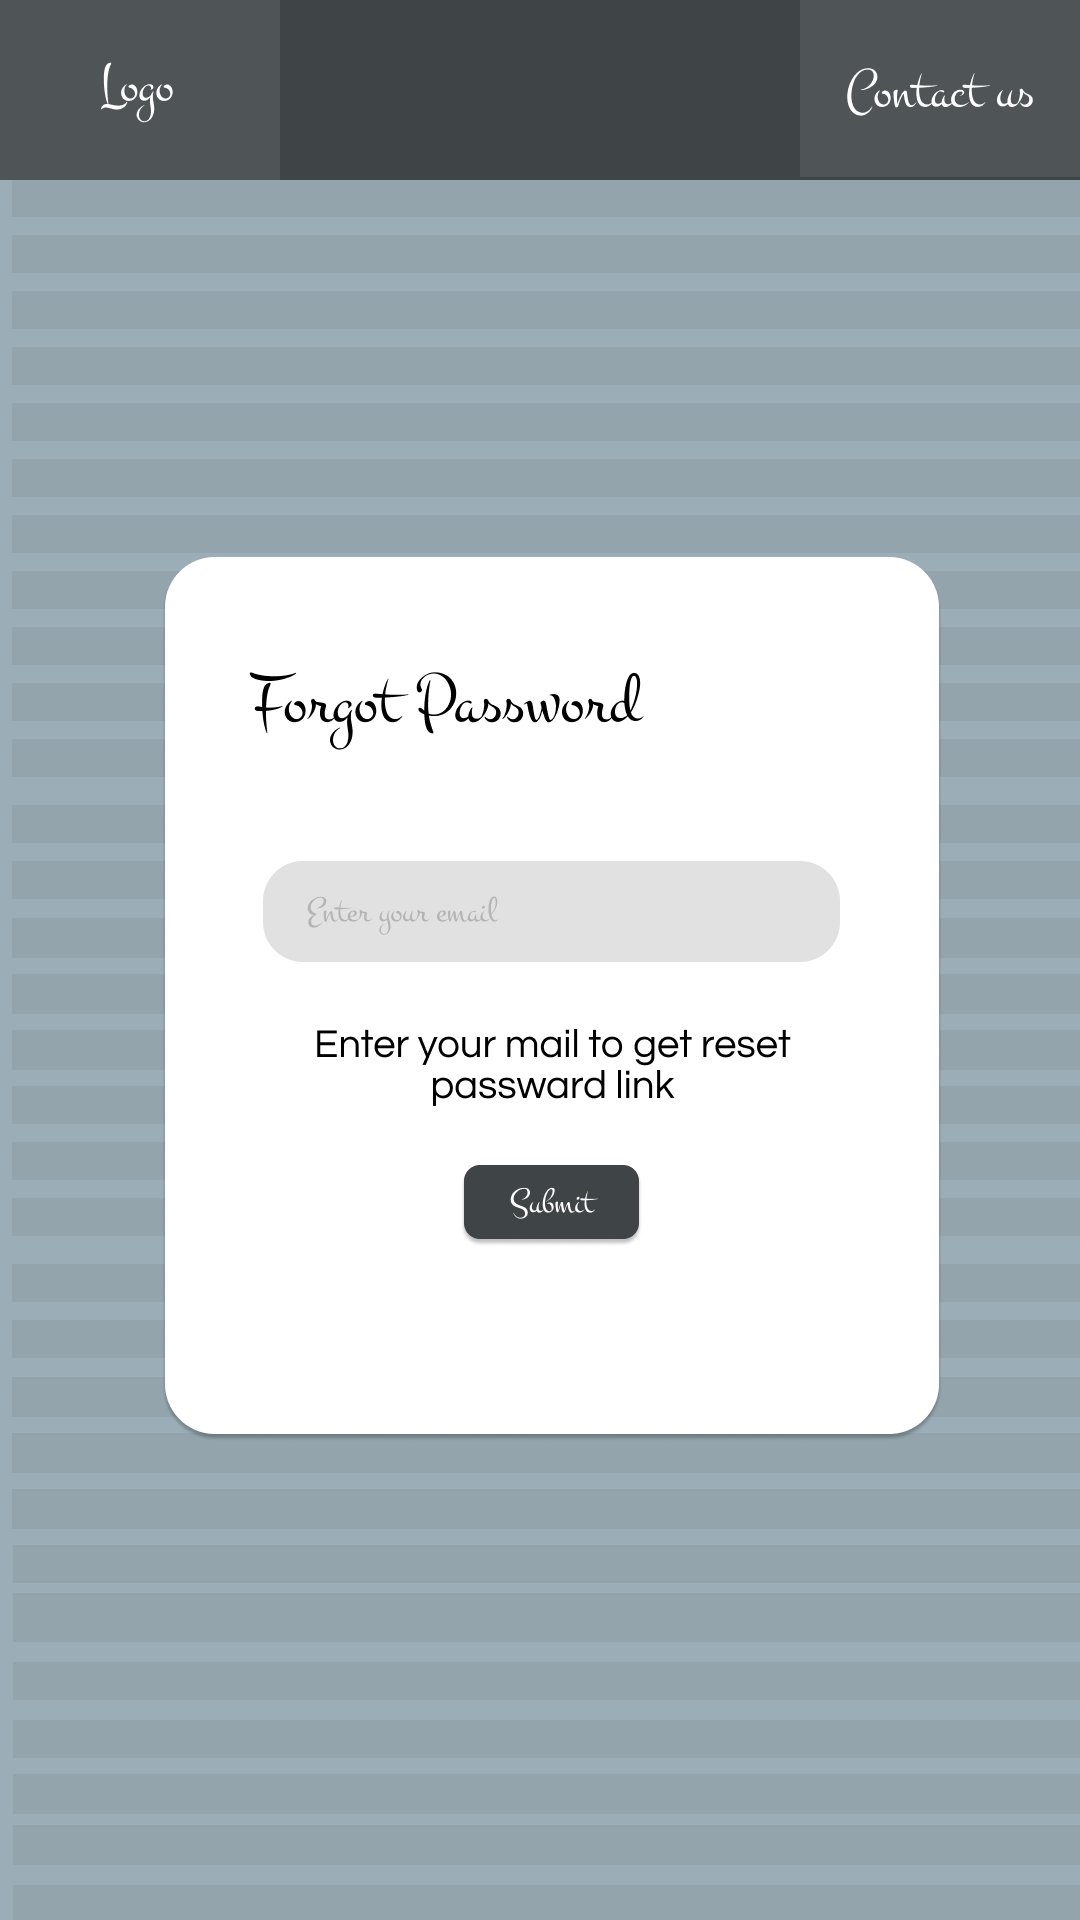 Logo
Contact us
Forgot Password
Enter your email
Enter your mail to get reset
passward link
Submit